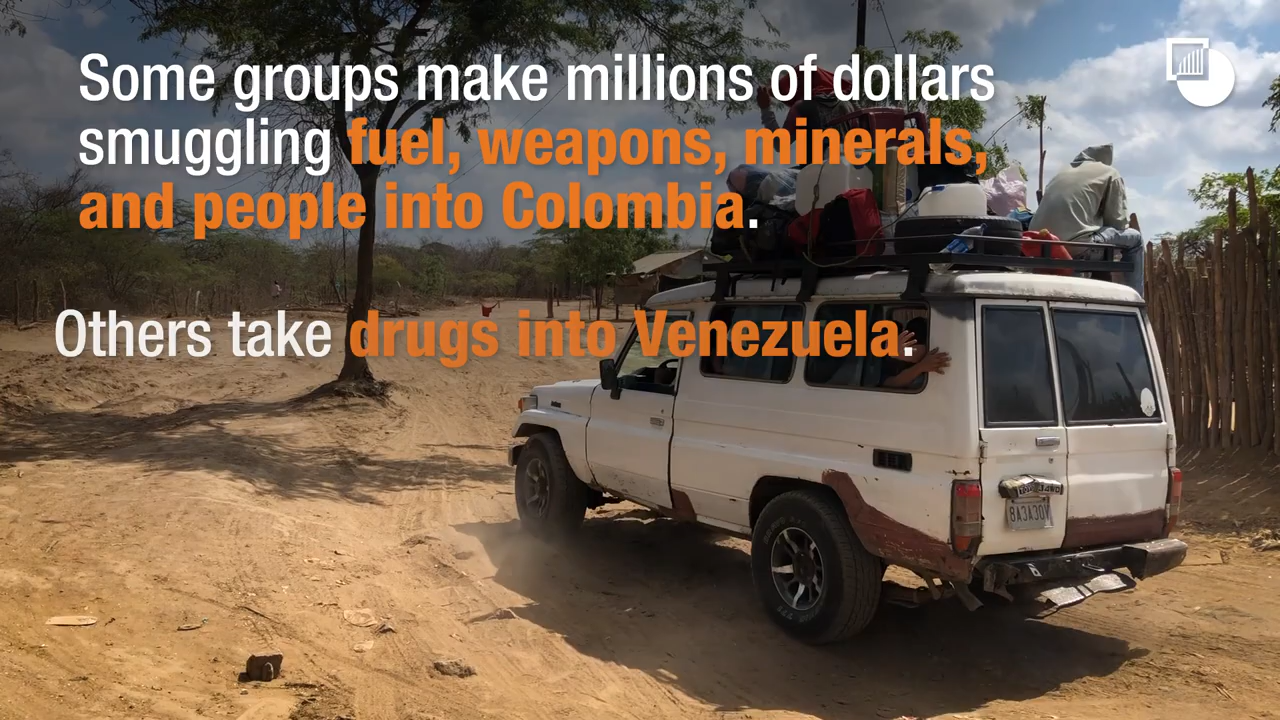 Some groups make millions of dollars
smuggling fuel, weapons, minerals,
and people into Colombia.
Others take drugs into Venezuela.